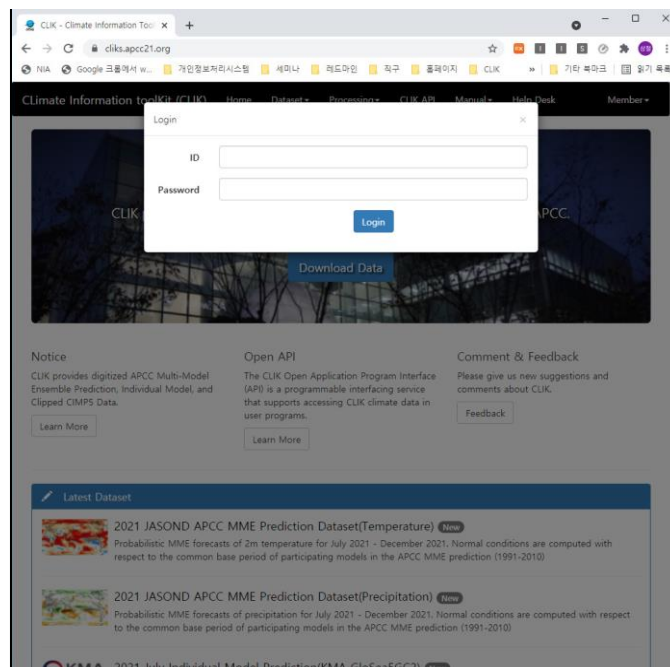 CLIK - Climate Information Tool
cliks.apcc21.org
NIA
Google 크롬에서 w...
개인정보처리시스템
세미나
레드마인
직구
홈페이지
CLIK
»
기타 북마크
읽기 목록
CLimate Information toolKit (CLIK) Home Dataset Processing CLIK API Manual Help Desk Member
Login ×
ID
Password
Login
CLIK
APCC.
Download Data
Notice
CLIK provides digitized APCC Multi-Model
Ensemble Prediction, Individual Model, and
Clipped CIMP5 Data.
Learn More
Open API
The CLIK Open Application Program Interface
(API) is a programmable interfacing service
that supports accessing CLIK climate data in
user programs.
Learn More
Comment & Feedback
Please give us new suggestions and
comments about CLIK.
Feedback
Latest Dataset
2021 JASOND APCC MME Prediction Dataset(Temperature) New
Probabilistic MME forecasts of 2m temperature for July 2021 - December 2021. Normal conditions are computed with
respect to the common base period of participating models in the APCC MME prediction (1991-2010)
2021 JASOND APCC MME Prediction Dataset(Precipitation) New
Probabilistic MME forecasts of precipitation for July 2021 - December 2021. Normal conditions are computed with respect
to the common base period of participating models in the APCC MME prediction (1991-2010)
KMA 2021 July Individual Model Prediction(KMA